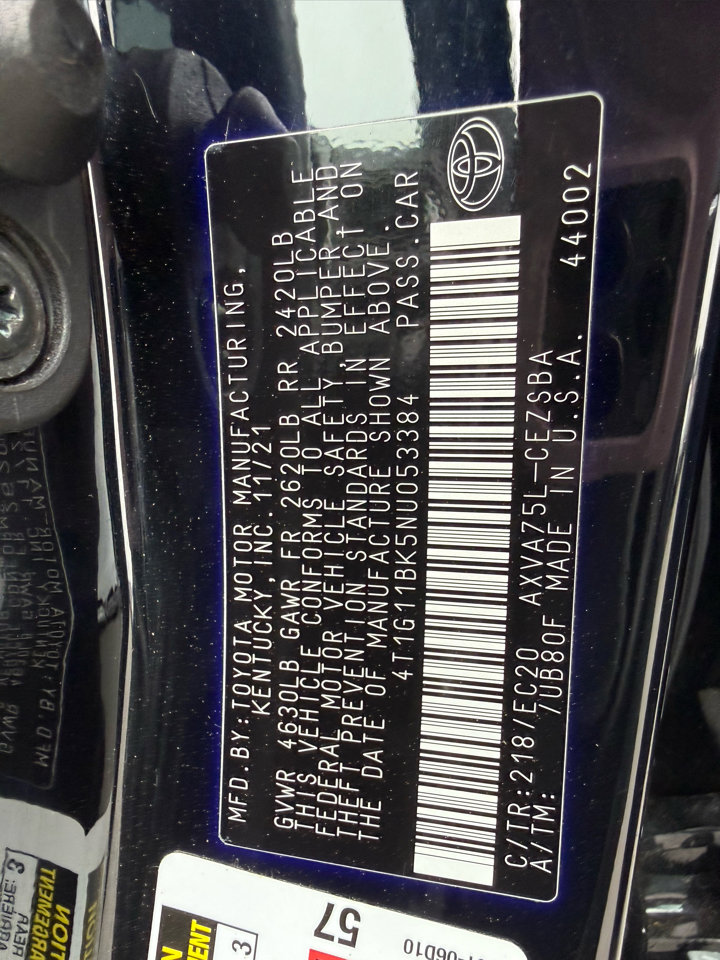 MFD. BY: TOYOTA MOTOR MANUFACTURING,
KENTUCKY, INC. 11/21
GVWR 4630LB GAWR FR 2620LB RR 2420LB
THIS VEHICLE CONFORMS TO ALL APPLICABLE
FEDERAL MOTOR VEHICLE SAFETY, BUMPER, AND
THEFT PREVENTION STANDARDS IN EFFECT ON
THE DATE OF MANUFACTURE SHOWN ABOVE.
4T1G11BK5NU053384 PASS. CAR
C/TR: 218/EC20 AXVA75L-CEZSBA
A/TM: 7UB80F MADE IN U.S.A. 44002
57
3